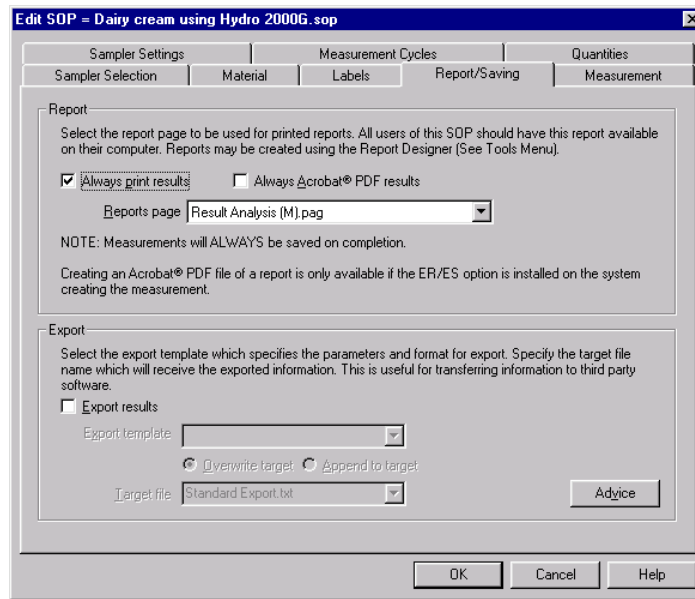 Edit SOP = Dairy cream using Hydro 2000G.sop
Sampler Settings Measurement Cycles Quantities
Sampler Selection Material Labels Report/Saving Measurement
Report
Select the report page to be used for printed reports. All users of this SOP should have this report available
on their computer. Reports may be created using the Report Designer (See Tools Menu).
Always print results Always Acrobat® PDF results
Reports page Result Analysis (M).pag
NOTE: Measurements will ALWAYS be saved on completion.
Creating an Acrobat® PDF file of a report is only available if the ER/ES option is installed on the system
creating the measurement.
Export
Select the export template which specifies the parameters and format for export. Specify the target file
name which will receive the exported information. This is useful for transferring information to third party
software.
Export results
Export template
Overwrite target Append to target
Target file Standard Export.txt Advice
OK Cancel Help